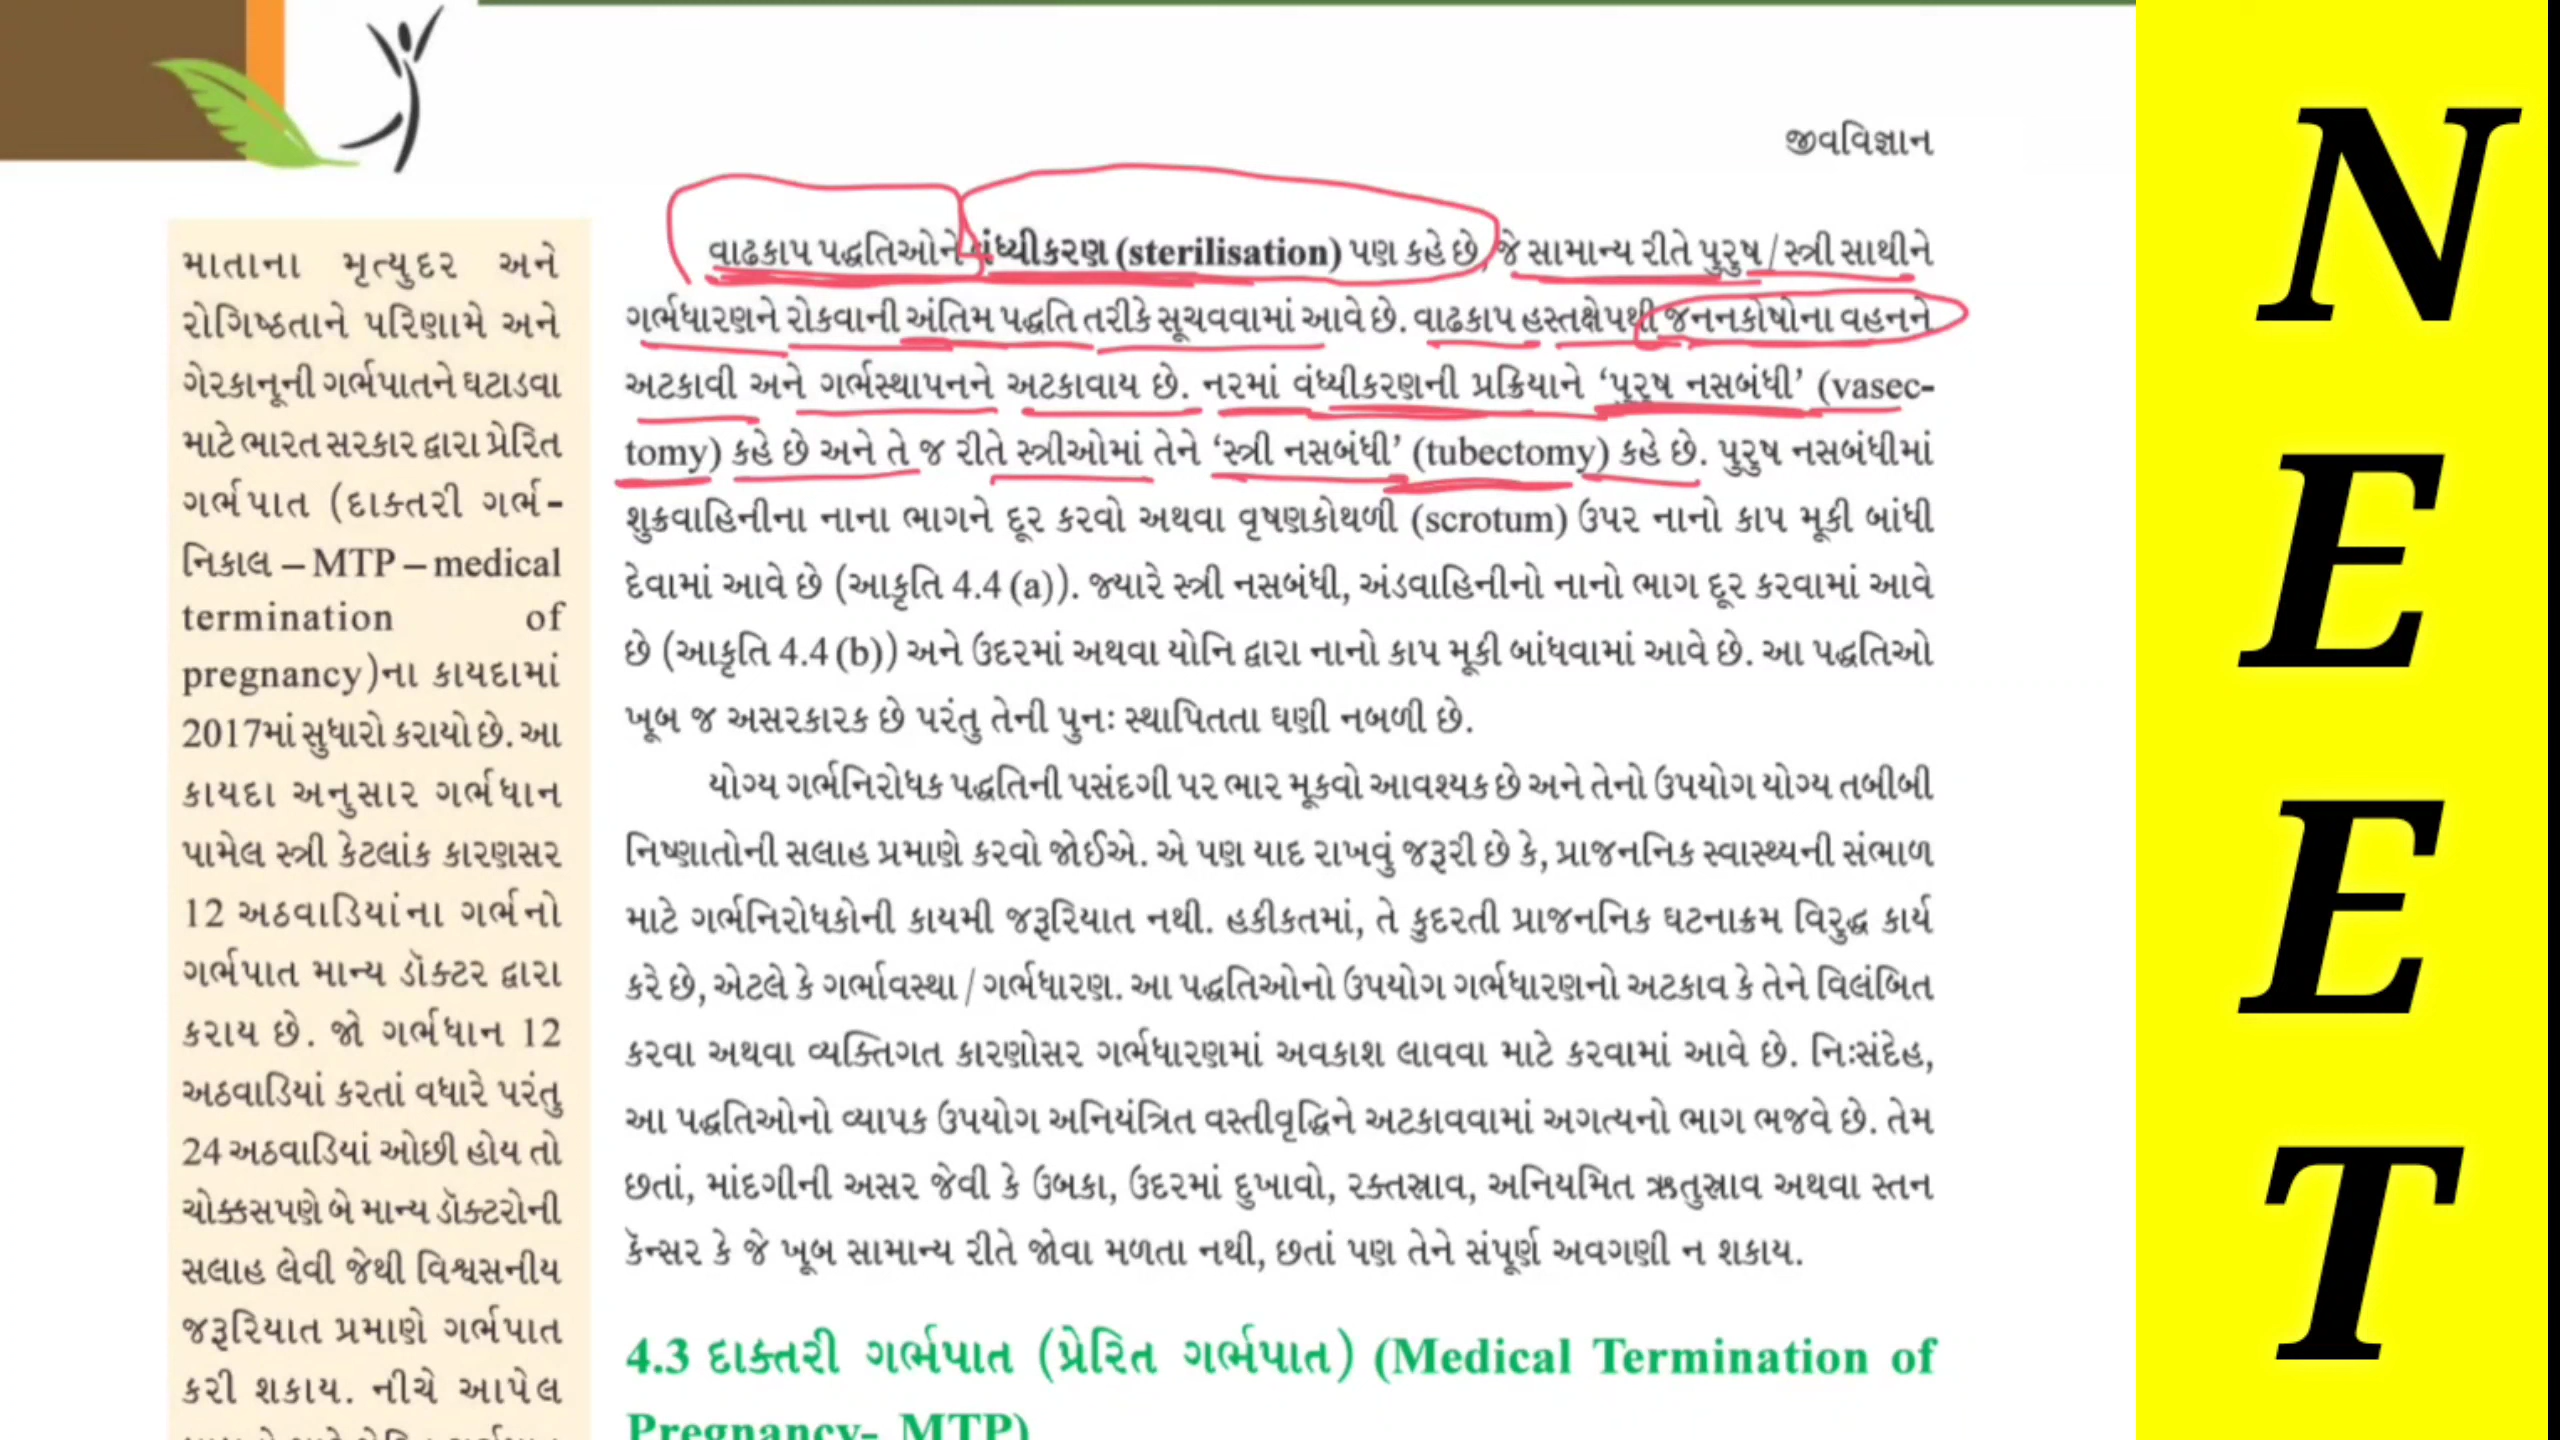 જીવવિજ્ઞાન
માતાના મૃત્યુદર અને
રોગિષ્ઠતાને પરિણામે અને
ગેરકાનૂની ગર્ભપાતને ઘટાડવા
માટે ભારત સરકાર દ્વારા પ્રેરિત
ગર્ભપાત (દાક્તરી ગર્ભ-
નિકાલ – MTP – medical
termination of
pregnancy)ના કાયદામાં
2017માં સુધારો કરાયો છે. આ
કાયદા અનુસાર ગર્ભધાન
પામેલ સ્ત્રી કેટલાંક કારણસર
12 અઠવાડિયાંના ગર્ભનો
ગર્ભપાત માન્ય ડૉક્ટર દ્વારા
કરાય છે. જો ગર્ભધાન 12
અઠવાડિયાં કરતાં વધારે પરંતુ
24 અઠવાડિયાં ઓછી હોય તો
ચોક્કસપણે બે માન્ય ડૉક્ટરોની
સલાહ લેવી જેથી વિશ્વસનીય
જરૂરિયાત પ્રમાણે ગર્ભપાત
કરી શકાય. નીચે આપેલ
વાઢકાપ પદ્ધતિઓને વંધ્યીકરણ (sterilisation) પણ કહે છે, જે સામાન્ય રીતે પુરુષ / સ્ત્રી સાથીને
ગર્ભધારણને રોકવાની અંતિમ પદ્ધતિ તરીકે સૂચવવામાં આવે છે. વાઢકાપ હસ્તક્ષેપથી જનનકોષોના વહનને
અટકાવી અને ગર્ભસ્થાપનને અટકાવાય છે. નરમાં વંધ્યીકરણની પ્રક્રિયાને ‘પુરુષ નસબંધી’ (vasec-
tomy) કહે છે અને તે જ રીતે સ્ત્રીઓમાં તેને ‘સ્ત્રી નસબંધી’ (tubectomy) કહે છે. પુરુષ નસબંધીમાં
શુક્રવાહિનીના નાના ભાગને દૂર કરવો અથવા વૃષણકોથળી (scrotum) ઉપર નાનો કાપ મૂકી બાંધી
દેવામાં આવે છે (આકૃતિ 4.4 (a)). જ્યારે સ્ત્રી નસબંધી, અંડવાહિનીનો નાનો ભાગ દૂર કરવામાં આવે
છે (આકૃતિ 4.4 (b)) અને ઉદરમાં અથવા યોનિ દ્વારા નાનો કાપ મૂકી બાંધવામાં આવે છે. આ પદ્ધતિઓ
ખૂબ જ અસરકારક છે પરંતુ તેની પુનઃ સ્થાપિતતા ઘણી નબળી છે.
યોગ્ય ગર્ભનિરોધક પદ્ધતિની પસંદગી પર ભાર મૂકવો આવશ્યક છે અને તેનો ઉપયોગ યોગ્ય તબીબી
નિષ્ણાતોની સલાહ પ્રમાણે કરવો જોઈએ. એ પણ યાદ રાખવું જરૂરી છે કે, પ્રાજનનિક સ્વાસ્થ્યની સંભાળ
માટે ગર્ભનિરોધકોની કાયમી જરૂરિયાત નથી. હકીકતમાં, તે કુદરતી પ્રાજનનિક ઘટનાક્રમ વિરુદ્ધ કાર્ય
કરે છે, એટલે કે ગર્ભાવસ્થા / ગર્ભધારણ. આ પદ્ધતિઓનો ઉપયોગ ગર્ભધારણનો અટકાવ કે તેને વિલંબિત
કરવા અથવા વ્યક્તિગત કારણોસર ગર્ભધારણમાં અવકાશ લાવવા માટે કરવામાં આવે છે. નિઃસંદેહ,
આ પદ્ધતિઓનો વ્યાપક ઉપયોગ અનિયંત્રિત વસ્તીવૃદ્ધિને અટકાવવામાં અગત્યનો ભાગ ભજવે છે. તેમ
છતાં, માંદગીની અસર જેવી કે ઉબકા, ઉદરમાં દુખાવો, રક્તસ્રાવ, અનિયમિત ઋતુસ્રાવ અથવા સ્તન
કૅન્સર કે જે ખૂબ સામાન્ય રીતે જોવા મળતા નથી, છતાં પણ તેને સંપૂર્ણ અવગણી ન શકાય.
4.3 દાક્તરી ગર્ભપાત (પ્રેરિત ગર્ભપાત) (Medical Termination of
Pregnancy- MTP)
N
E
E
T